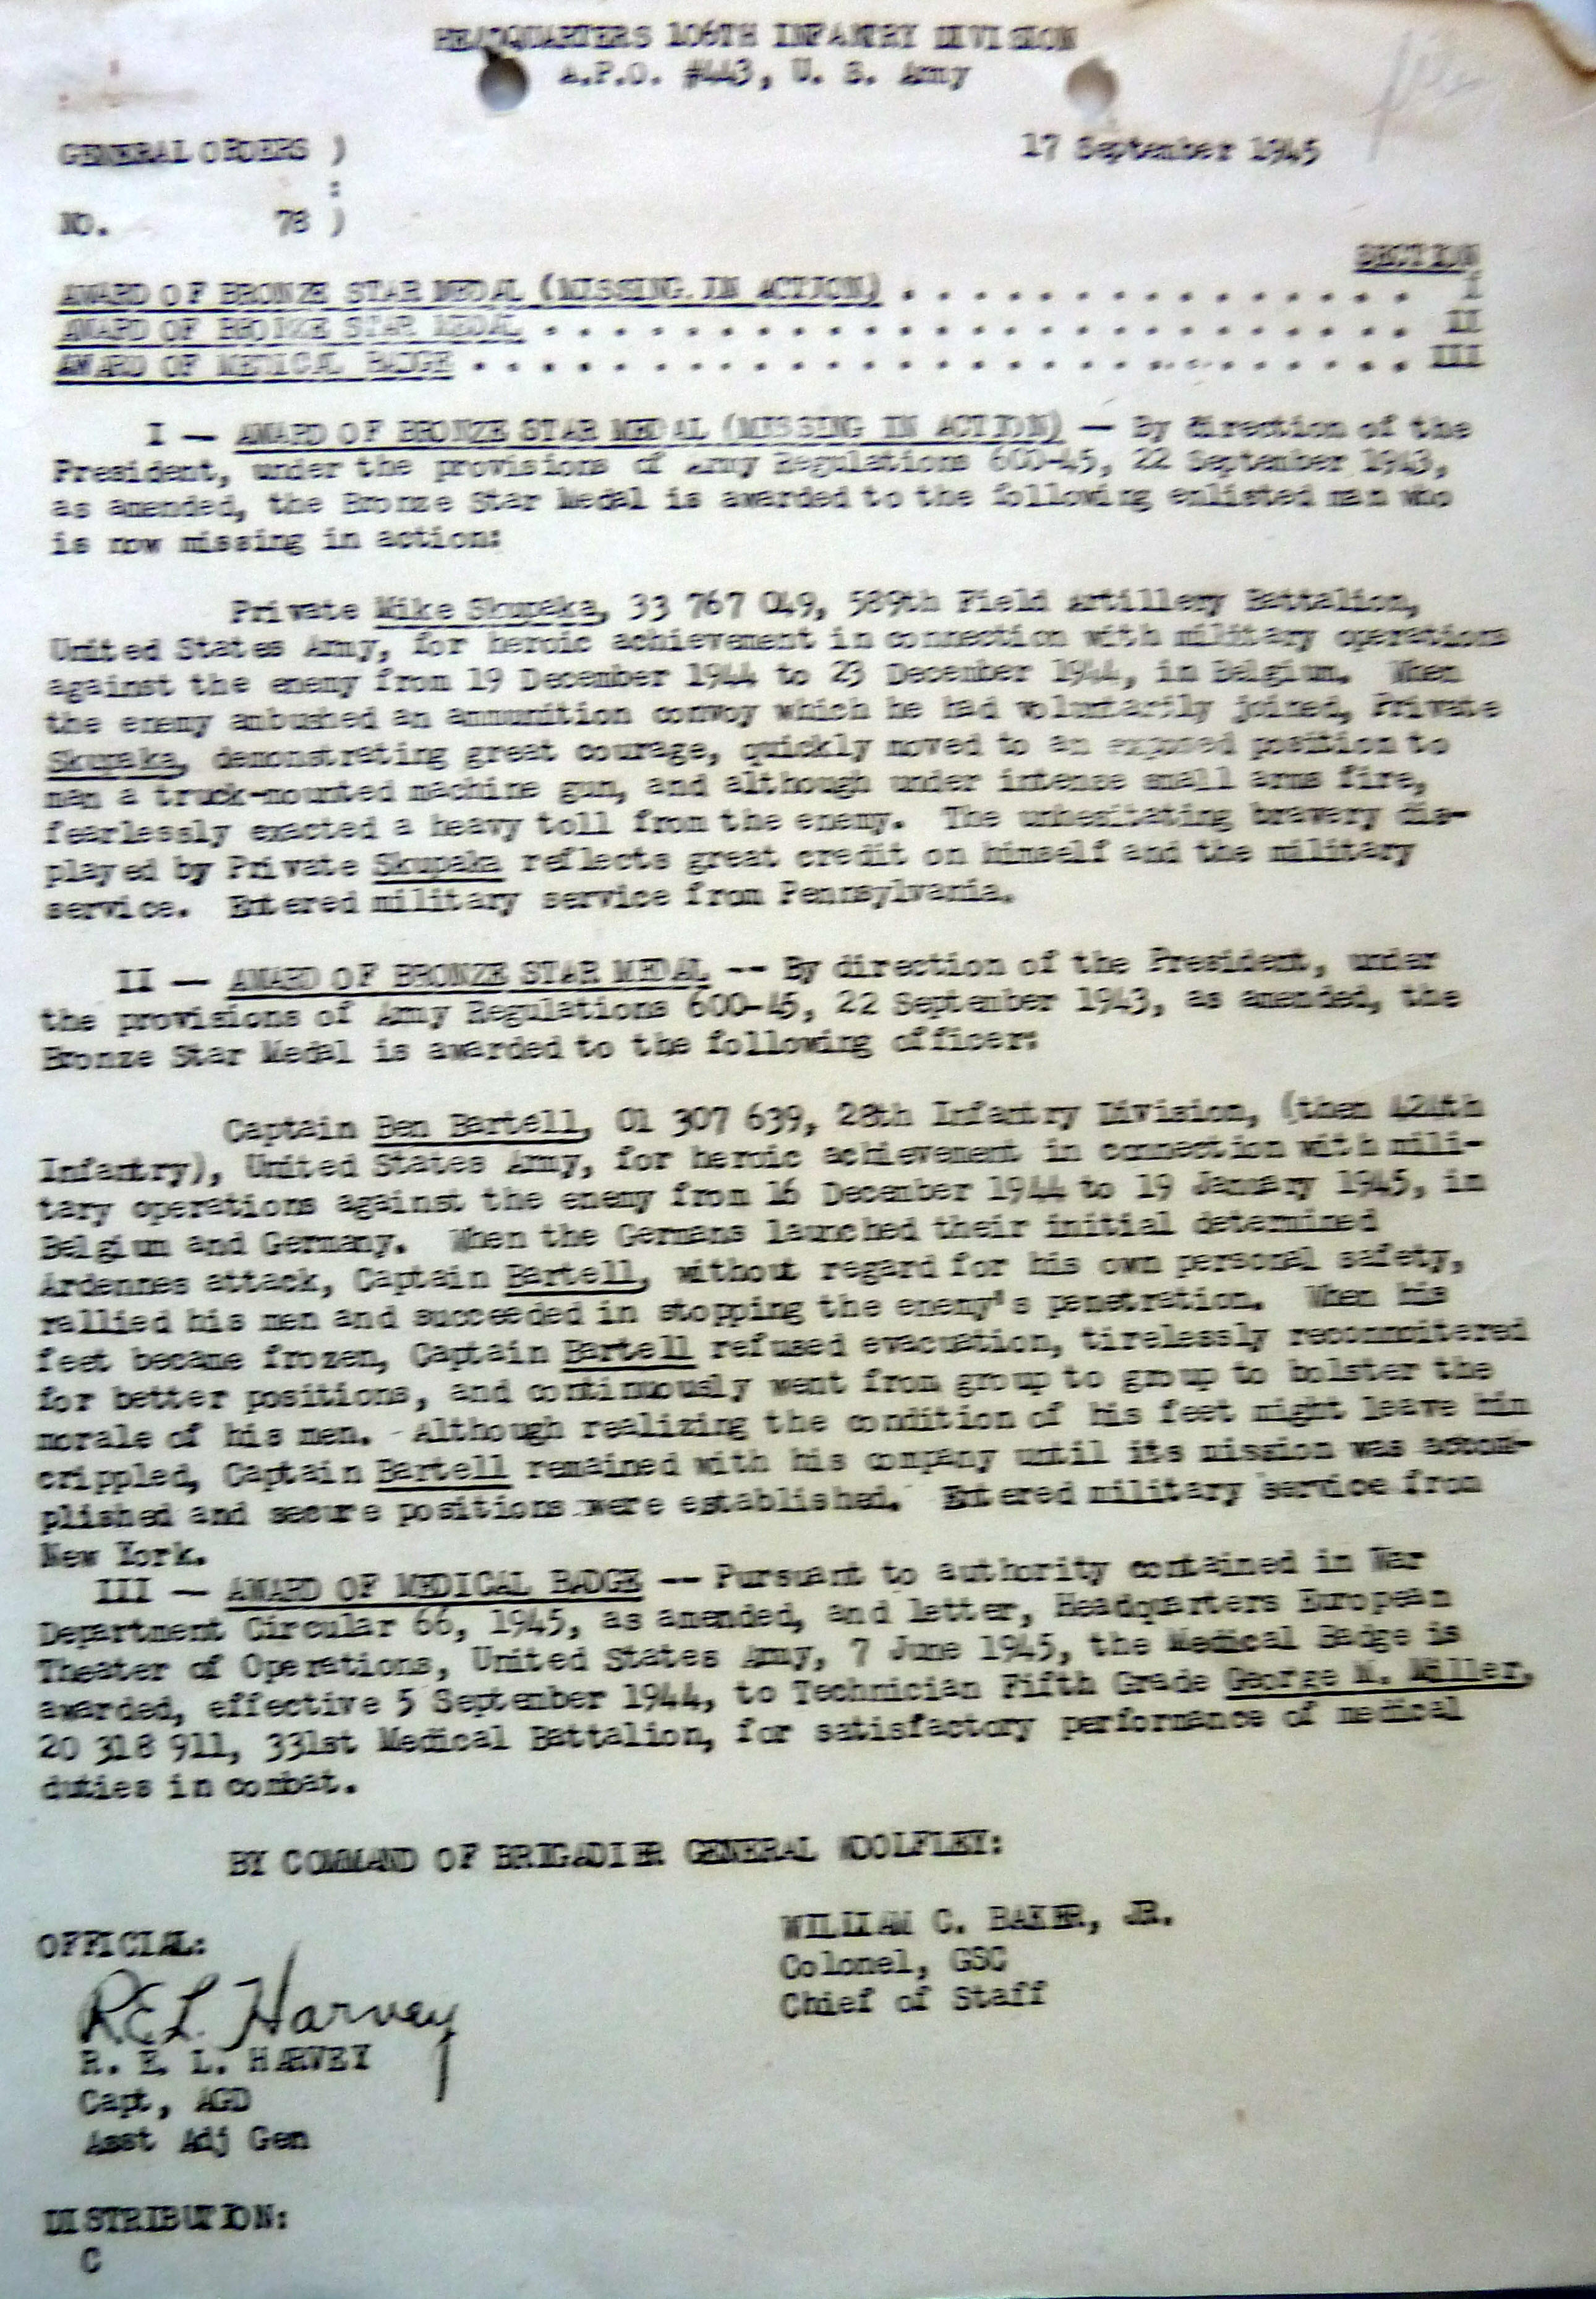 HEADQUARTERS 106TH INFANTRY DIVISION
A.P.O. #443, U. S. Army
GENERAL ORDERS )
:
17 September 1945
NO. 78 )
SECTION
AWARD OF BRONZE STAR MEDAL (MISSING IN ACTION) . . . . . . . . . . . . . . . . I
AWARD OF BRONZE STAR MEDAL . . . . . . . . . . . . . . . . . . . . . . . . . II
AWARD OF MEDICAL BADGE . . . . . . . . . . . . . . . . . . . . . . . . . . . III
I — AWARD OF BRONZE STAR MEDAL (MISSING IN ACTION) — By direction of the
President, under the provisions of Army Regulations 600-45, 22 September 1943,
as amended, the Bronze Star Medal is awarded to the following enlisted man who
is now missing in action:
Private Mike Skupaka, 33 767 049, 589th Field Artillery Battalion,
United States Army, for heroic achievement in connection with military operations
against the enemy from 19 December 1944 to 23 December 1944, in Belgium. When
the enemy ambushed an ammunition convoy which he had voluntarily joined, Private
Skupaka, demonstrating great courage, quickly moved to an exposed position to
man a truck-mounted machine gun, and although under intense small arms fire,
fearlessly exacted a heavy toll from the enemy. The unhesitating bravery dis-
played by Private Skupaka reflects great credit on himself and the military
service. Entered military service from Pennsylvania.
II — AWARD OF BRONZE STAR MEDAL -- By direction of the President, under
the provisions of Army Regulations 600-45, 22 September 1943, as amended, the
Bronze Star Medal is awarded to the following officer:
Captain Ben Bartell, 01 307 639, 28th Infantry Division, (then 424th
Infantry), United States Army, for heroic achievement in connection with mili-
tary operations against the enemy from 16 December 1944 to 19 January 1945, in
Belgium and Germany. When the Germans launched their initial determined
Ardennes attack, Captain Bartell, without regard for his own personal safety,
rallied his men and succeeded in stopping the enemy's penetration. When his
feet became frozen, Captain Bartell refused evacuation, tirelessly reconnoitered
for better positions, and continuously went from group to group to bolster the
morale of his men. Although realizing the condition of his feet might leave him
crippled, Captain Bartell remained with his company until its mission was accom-
plished and secure positions were established. Entered military service from
New York.
III — AWARD OF MEDICAL BADGE -- Pursuant to authority contained in War
Department Circular 66, 1945, as amended, and letter, Headquarters European
Theater of Operations, United States Army, 7 June 1945, the Medical Badge is
awarded, effective 5 September 1944, to Technician Fifth Grade George N. Miller,
20 318 911, 331st Medical Battalion, for satisfactory performance of medical
duties in combat.
BY COMMAND OF BRIGADIER GENERAL WOOLFLEY:
WILLIAM C. BAKER, JR.
Colonel, GSC
Chief of Staff
OFFICIAL:
R.E.L. Harvey
R. E. L. HARVEY
Capt, AGD
Asst Adj Gen
DISTRIBUTION:
C